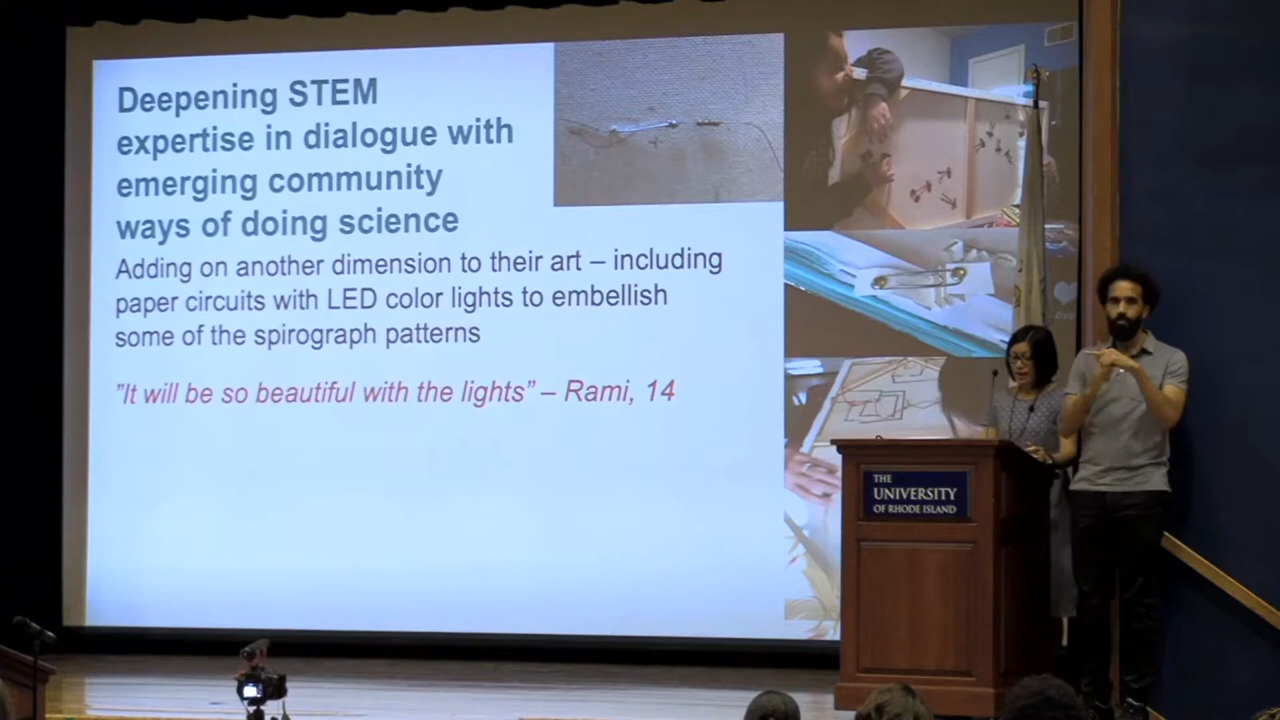 Deepening STEM
expertise in dialogue with
emerging community
ways of doing science
Adding on another dimension to their art – including
paper circuits with LED color lights to embellish
some of the spirograph patterns
”It will be so beautiful with the lights” – Rami, 14
THE
UNIVERSITY
OF RHODE ISLAND